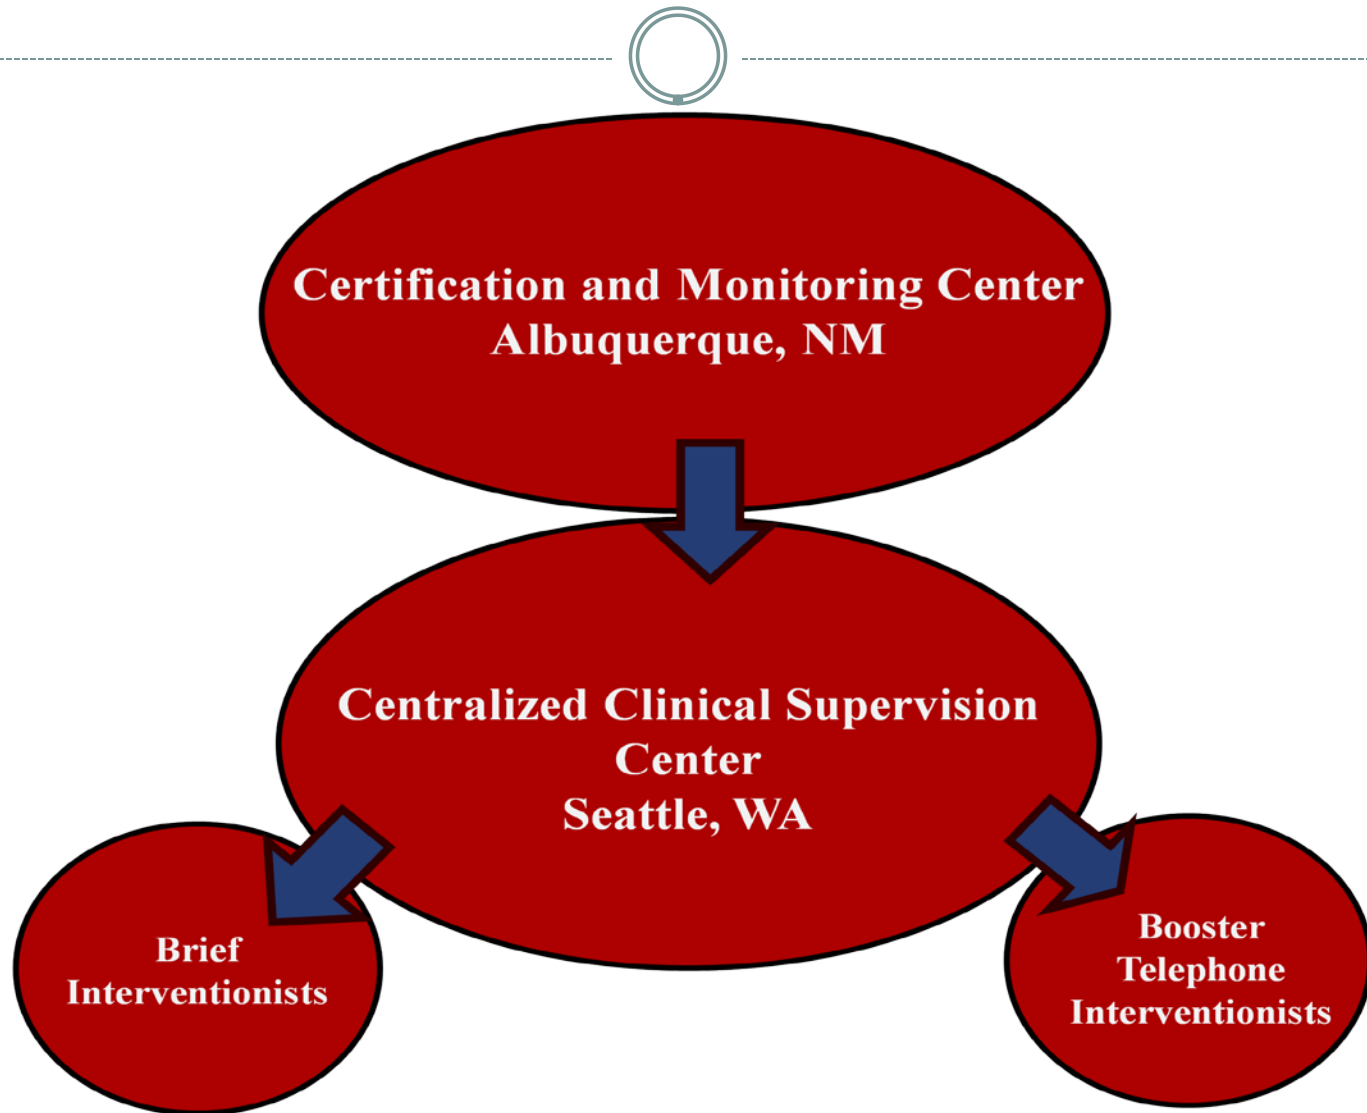 Certification and Monitoring Center
Albuquerque, NM
Centralized Clinical Supervision
Center
Seattle, WA
Brief
Interventionists
Booster
Telephone
Interventionists